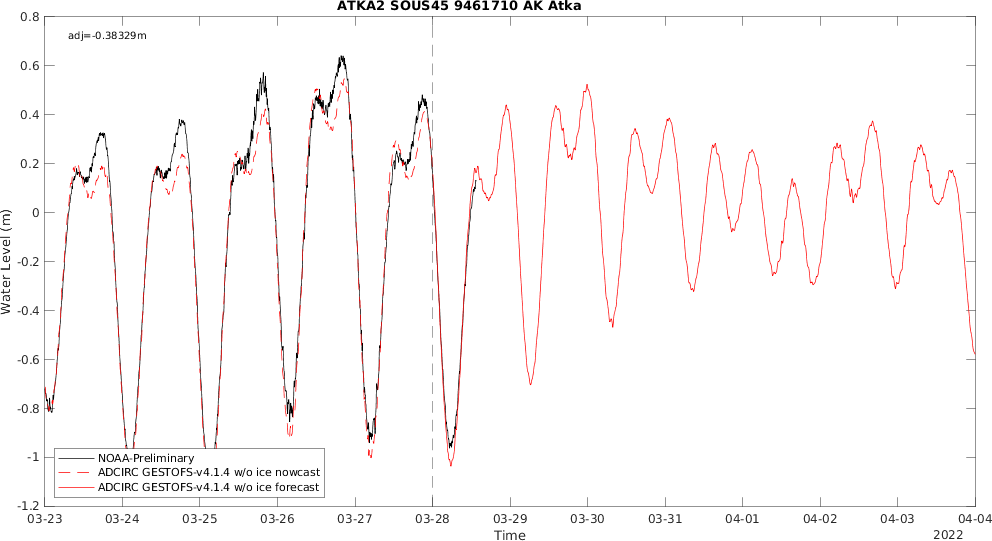 ATKA2 SOUS45 9461710 AK Atka
adj=-0.38329m
0.8
0.6
0.4
0.2
0
-0.2
-0.4
-0.6
-0.8
-1
-1.2
Water Level (m)
NOAA-Preliminary
ADCIRC GESTOFS-v4.1.4 w/o ice nowcast
ADCIRC GESTOFS-v4.1.4 w/o ice forecast
03-23 03-24 03-25 03-26 03-27 03-28 03-29 03-30 03-31 04-01 04-02 04-03 04-04
Time
2022